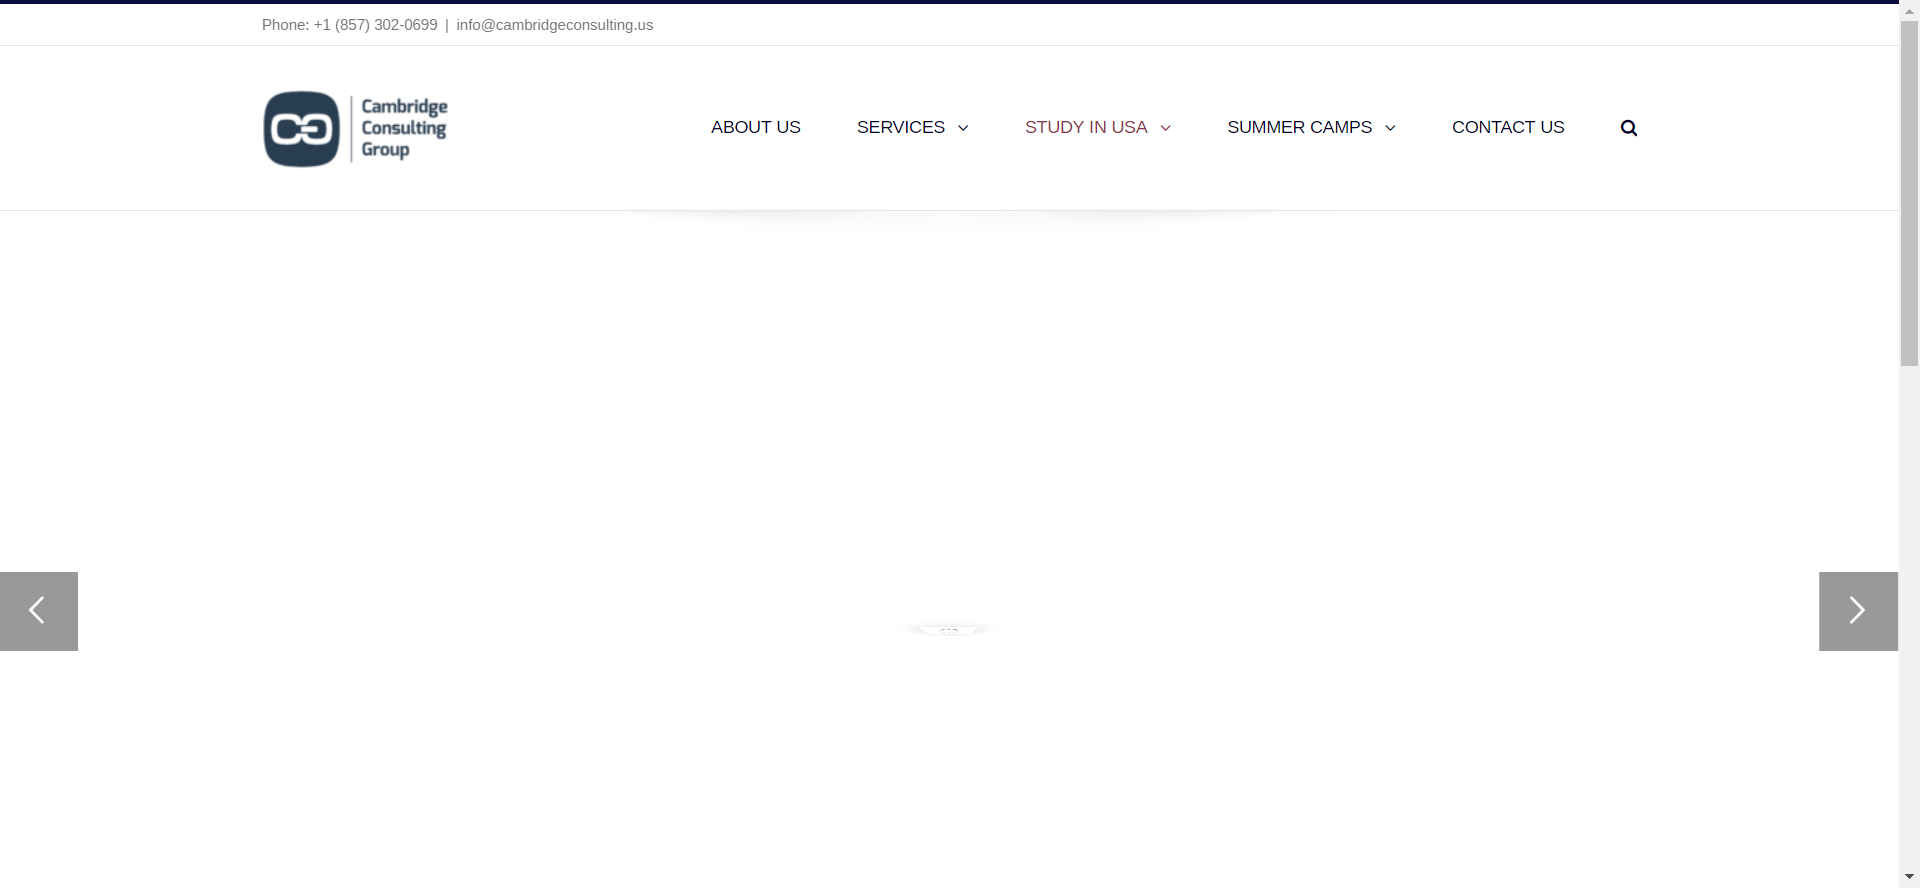 Phone: +1 (857) 302-0699 | info@cambridgeconsulting.us
Cambridge
Consulting
Group
ABOUT US SERVICES STUDY IN USA SUMMER CAMPS CONTACT US